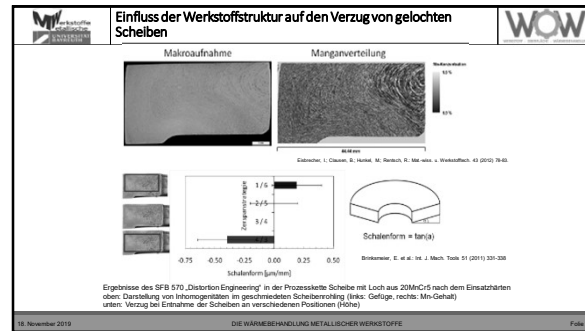 Werkstoffe
Metallische
UNIVERSITÄT
BAYREUTH
Einfluss der Werkstoffstruktur auf den Verzug von gelochten
Scheiben
WOW
Makroaufnahme
Manganverteilung
Eisbrecher, I.; Clausen, B.; Hunkel, M.; Rentsch, R.: Mat.-wiss. u. Werkstofftech. 43 (2012) 78-83.
Zerspanstrategie
1/6
2/5
3/4
-0.75
-0.50
-0.25
0.00
0.25
0.50
Schalenform [µm/mm]
Schalenform = tan(a)
Brinksmeier, E. et al.: Int. J. Mach. Tools 51 (2011) 331-338
Ergebnisse des SFB 570 „Distortion Engineering" in der Prozesskette Scheibe mit Loch aus 20MnCr5 nach dem Einsatzhärten
oben: Darstellung von Inhomogenitäten im geschmiedeten Scheibenrohling (links: Gefüge, rechts: Mn-Gehalt)
unten: Verzug bei Entnahme der Scheiben an verschiedenen Positionen (Höhe)
18. November 2019
DIE WÄRMEBEHANDLUNG METALLISCHER WERKSTOFFE
Folie